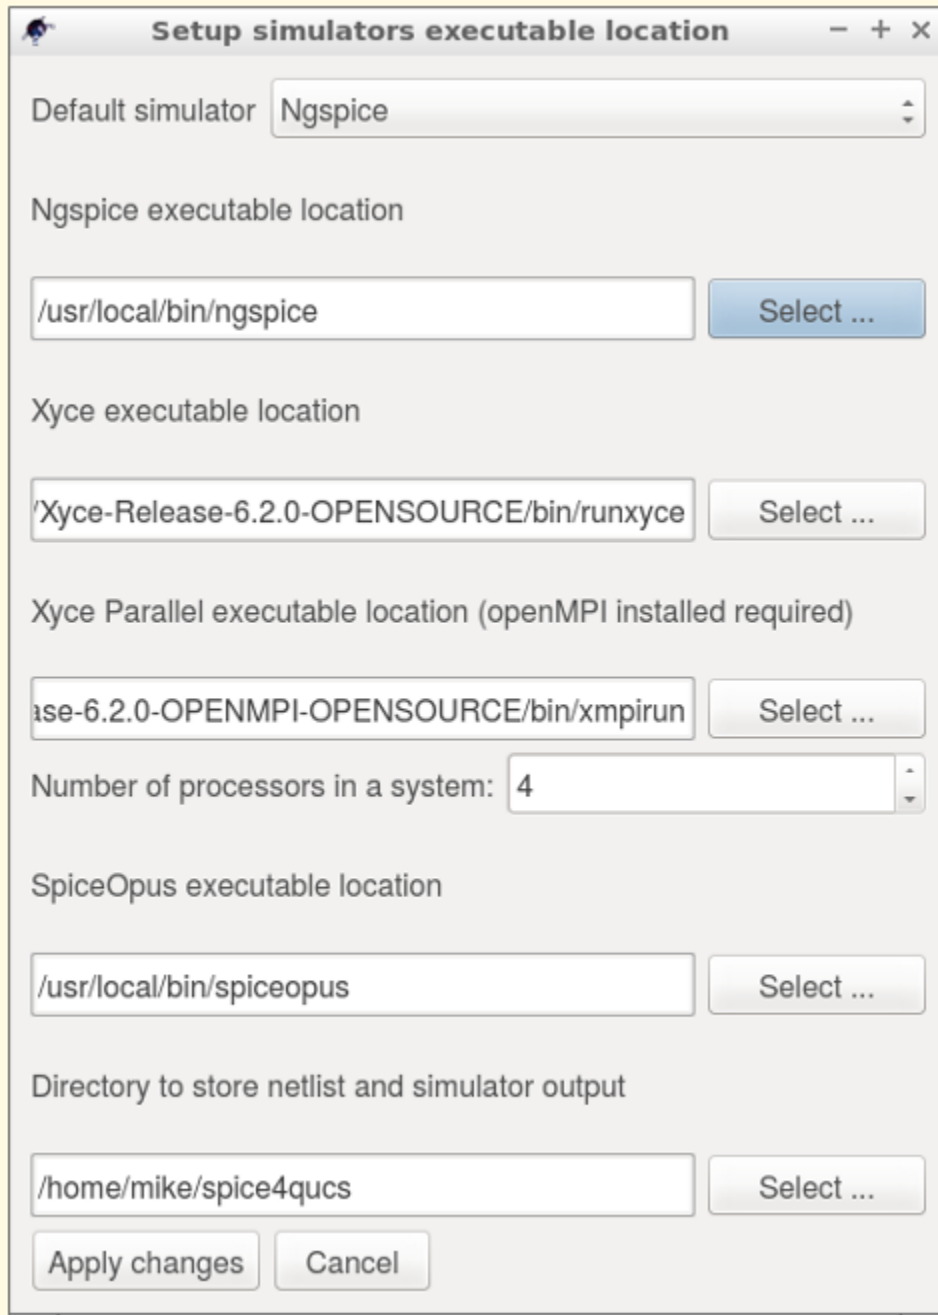 Setup simulators executable location
Default simulator Ngspice
Ngspice executable location
/usr/local/bin/ngspice Select ...
Xyce executable location
/Xyce-Release-6.2.0-OPENSOURCE/bin/runxyce Select ...
Xyce Parallel executable location (openMPI installed required)
ase-6.2.0-OPENMPI-OPENSOURCE/bin/xmpirun Select ...
Number of processors in a system: 4
SpiceOpus executable location
/usr/local/bin/spiceopus Select ...
Directory to store netlist and simulator output
/home/mike/spice4qucs Select ...
Apply changes Cancel